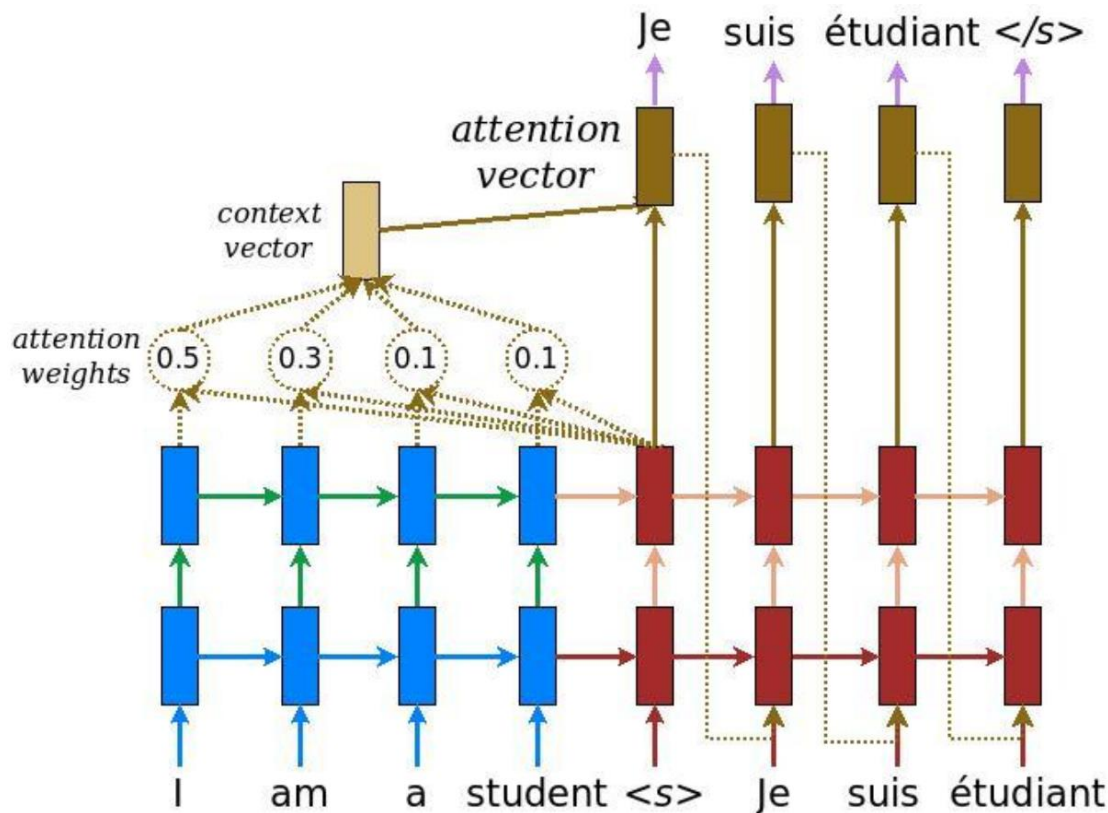 Je suis étudiant </s>
attention
vector
context
vector
attention
weights
0.5 0.3 0.1 0.1
I am a student <s> Je suis étudiant